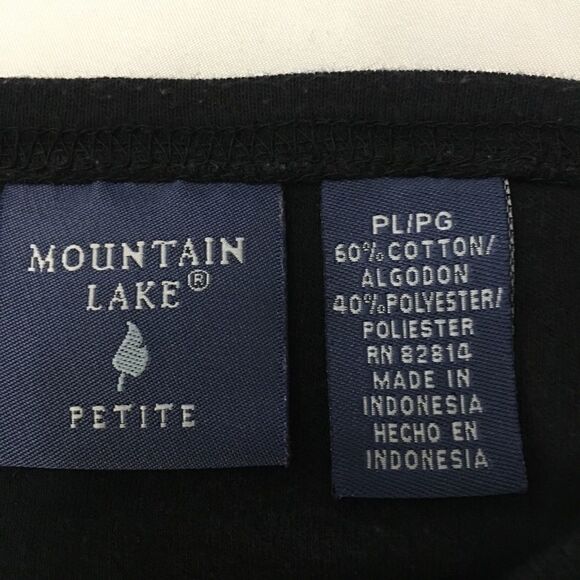 MOUNTAIN
LAKE®
PETITE
PL/PG
60% COTTON/
ALGODON
40% POLYESTER/
POLIESTER
RN 82814
MADE IN
INDONESIA
HECHO EN
INDONESIA